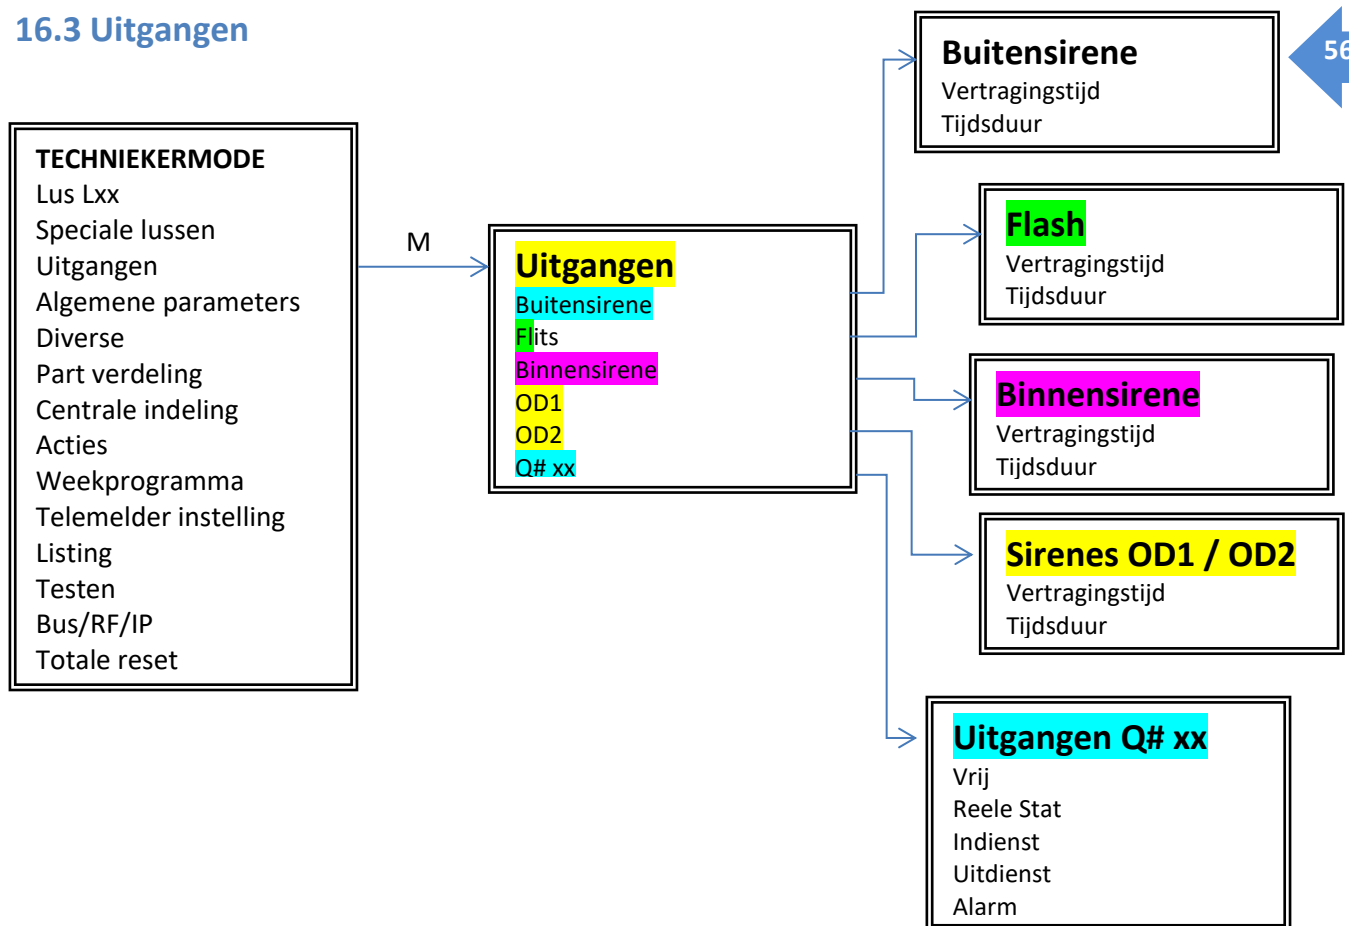 16.3 Uitgangen
TECHNIEKERMODE
Lus Lxx
Speciale lussen
Uitgangen
Algemene parameters
Diverse
Part verdeling
Centrale indeling
Acties
Weekprogramma
Telemelder instelling
Listing
Testen
Bus/RF/IP
Totale reset
M
Uitgangen
Buitensirene
Flits
Binnensirene
OD1
OD2
Q# xx
Buitensirene
Vertragingstijd
Tijdsduur
56
Flash
Vertragingstijd
Tijdsduur
Binnensirene
Vertragingstijd
Tijdsduur
Sirenes OD1 / OD2
Vertragingstijd
Tijdsduur
Uitgangen Q# xx
Vrij
Reele Stat
Indienst
Uitdienst
Alarm